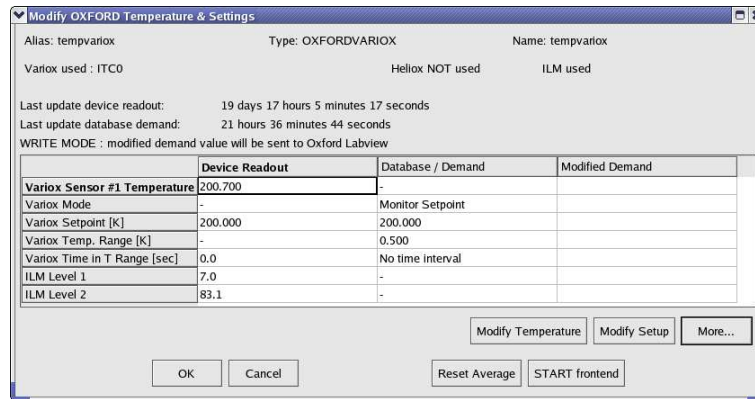 Modify OXFORD Temperature & Settings
Alias: tempvariox Type: OXFORDVARIOX Name: tempvariox
Variox used : ITC0 Heliox NOT used ILM used
Last update device readout: 19 days 17 hours 5 minutes 17 seconds
Last update database demand: 21 hours 36 minutes 44 seconds
WRITE MODE : modified demand value will be sent to Oxford Labview
Device Readout Database / Demand Modified Demand
Variox Sensor #1 Temperature 200.700 -
Variox Mode - Monitor Setpoint
Variox Setpoint [K] 200.000 200.000
Variox Temp. Range [K] - 0.500
Variox Time in T Range [sec] 0.0 No time interval
ILM Level 1 7.0 -
ILM Level 2 83.1 -
Modify Temperature Modify Setup More...
OK Cancel Reset Average START frontend